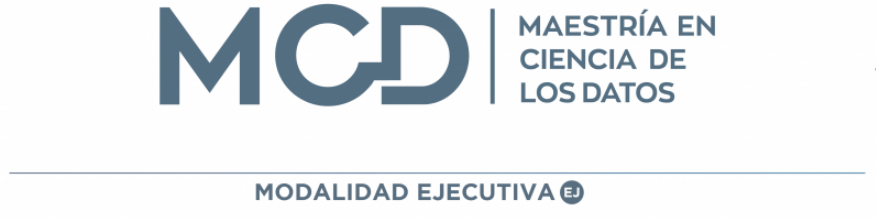 MCD
MAESTRÍA EN
CIENCIA DE
LOS DATOS
MODALIDAD EJECUTIVA EJ